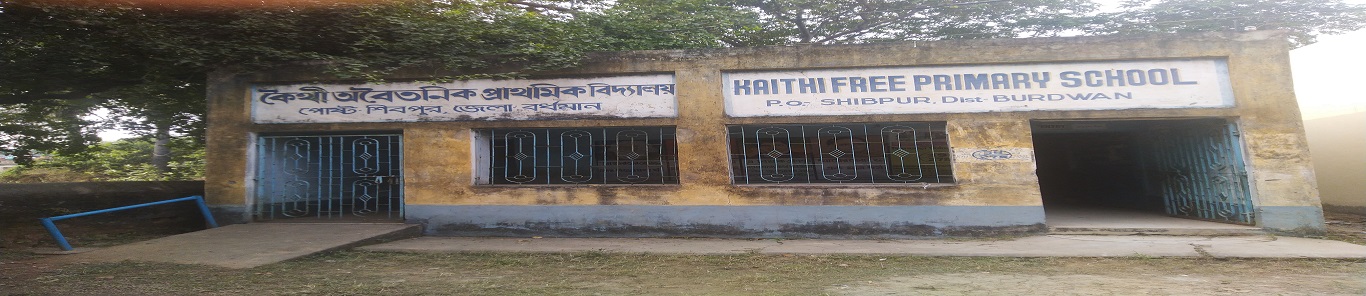 কৈথী অবৈতনিক প্রাথমিক বিদ্যালয়
পোষ্ট- শিবপুর, জেলা- বর্ধমান
KAITHI FREE PRIMARY SCHOOL
P.O.- SHIBPUR, Dist- BURDWAN